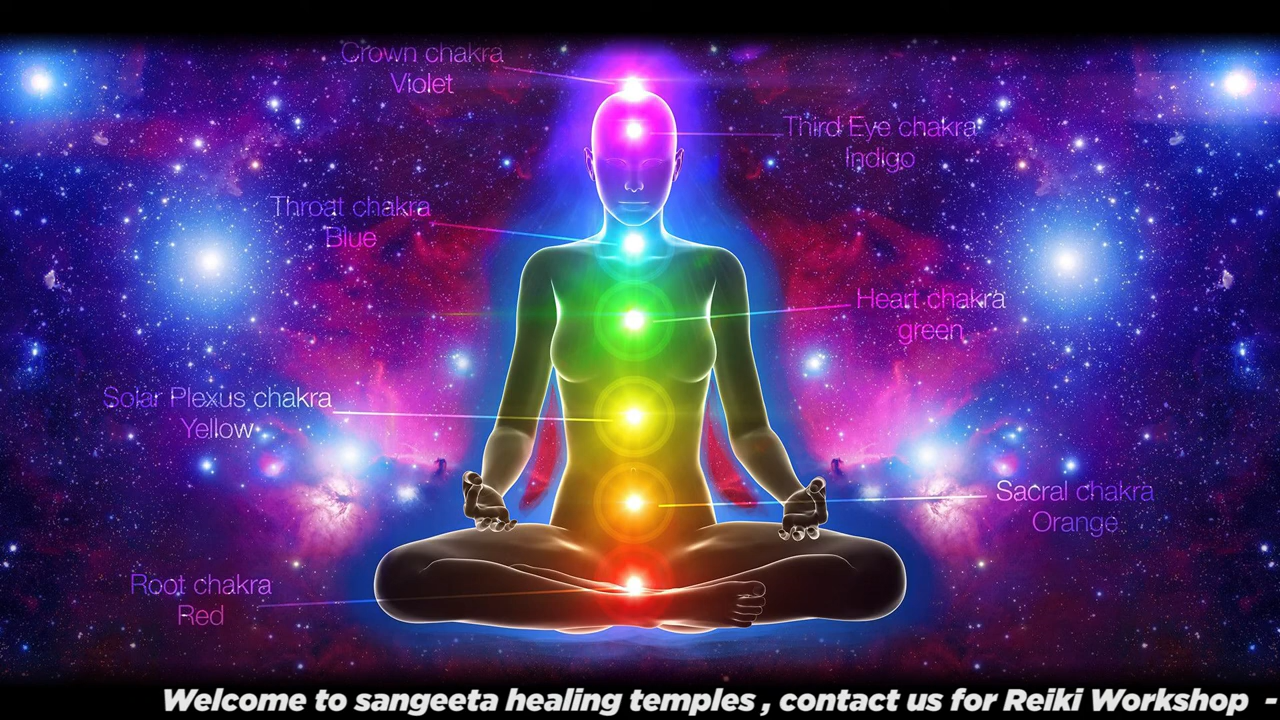 Crown chakra
Violet
Third Eye chakra
Indigo
Throat chakra
Blue
Heart chakra
green
Solar Plexus chakra
Yellow
Sacral chakra
Orange
Root chakra
Red
Welcome to sangeeta healing temples , contact us for Reiki Workshop -